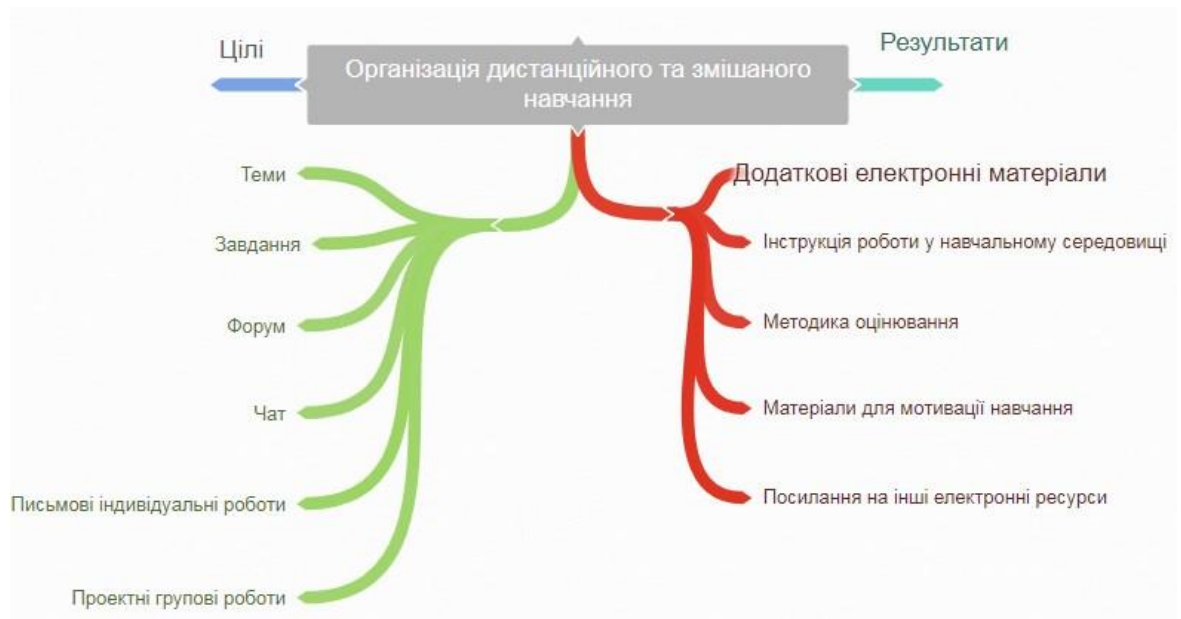 Цілі
Організація дистанційного та змішаного
навчання
Результати
Теми
Завдання
Форум
Чат
Письмові індивідуальні роботи
Проектні групові роботи
Додаткові електронні матеріали
Інструкція роботи у навчальному середовищі
Методика оцінювання
Матеріали для мотивації навчання
Посилання на інші електронні ресурси